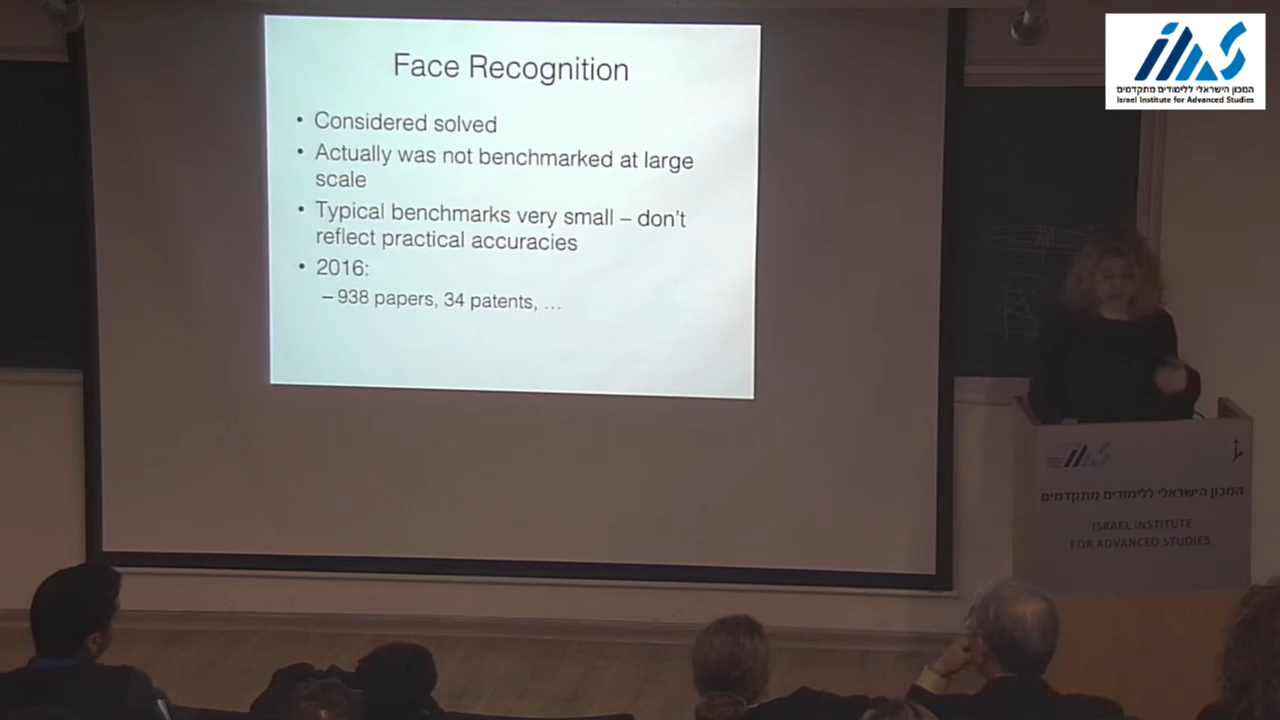 Face Recognition
• Considered solved
• Actually was not benchmarked at large
scale
• Typical benchmarks very small – don't
reflect practical accuracies
• 2016:
– 938 papers, 34 patents, ...
המכון הישראלי ללימודים מתקדמים
Israel Institute for Advanced Studies
המכון הישראלי ללימודים מתקדמים
ISRAEL INSTITUTE
FOR ADVANCED STUDIES